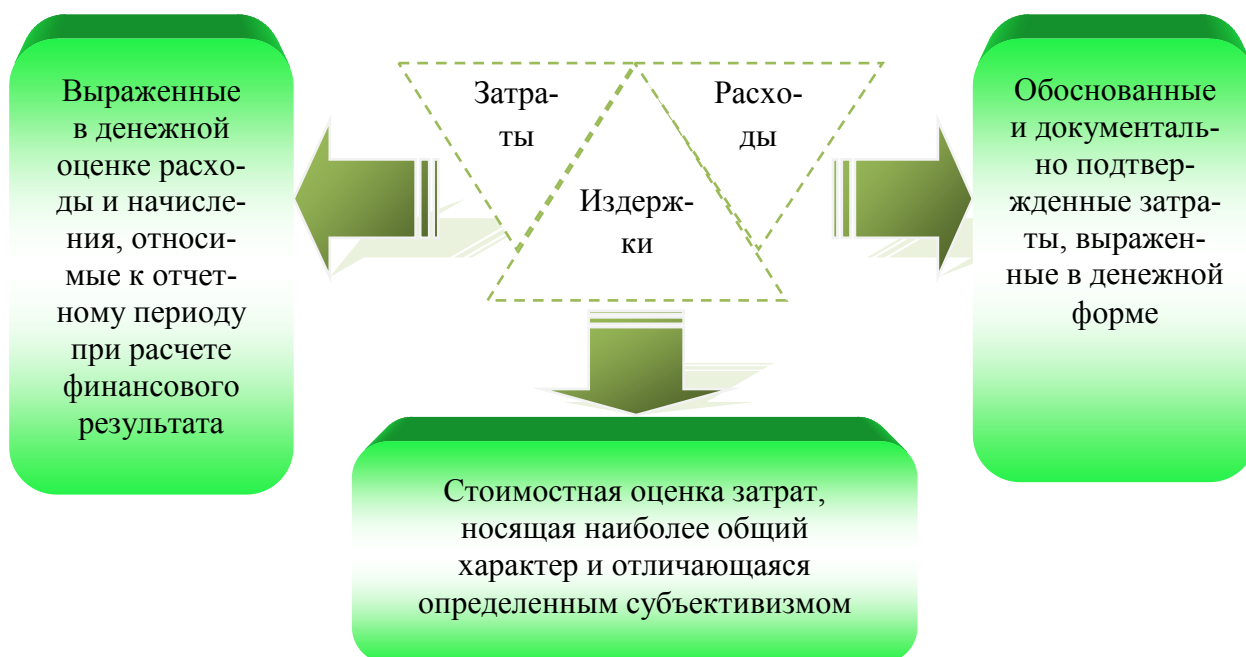 Выраженные
в денежной
оценке расхо-
ды и начисле-
ния, относи-
мые к отчет-
ному периоду
при расчете
финансового
результата
Затра-
ты
Расхо-
ды
Издерж-
ки
Обоснованные
и документаль-
но подтвер-
жденные затра-
ты, выражен-
ные в денежной
форме
Стоимостная оценка затрат,
носящая наиболее общий
характер и отличающаяся
определенным субъективизмом